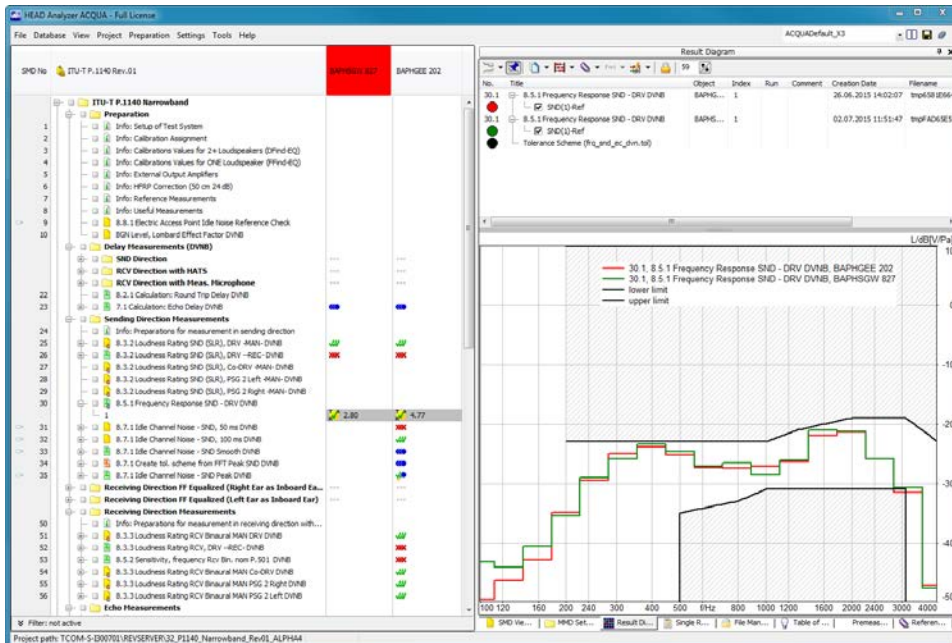 HEAD Analyzer ACQUA - Full License
File Database View Project Preparation Settings Tools Help
ACQUADefault_X3
SMD No ITU-T P.1140 Rev.01 BAPHSGW 827 BAPHGEE 202
ITU-T P.1140 Narrowband
Preparation
1 Info: Setup of Test System
2 Info: Calibration Assignment
3 Info: Calibrations Values for 2+ Loudspeakers (DFind-EQ)
4 Info: Calibrations Values for ONE Loudspeaker (FFind-EQ)
5 Info: External Output Amplifiers
6 Info: HFRP Correction (50 cm 24 dB)
7 Info: Reference Measurements
8 Info: Useful Measurements
9 8.8.1 Electric Access Point Idle Noise Reference Check
10 BGN Level, Lombard Effect Factor DVNB
Delay Measurements (DVNB)
SND Direction
RCV Direction with HATS
RCV Direction with Meas. Microphone
22 8.2.1 Calculation: Round Trip Delay DVNB
23 7.1 Calculation: Echo Delay DVNB
Sending Direction Measurements
24 Info: Preparations for measurement in sending direction
25 8.3.2 Loudness Rating SND (SLR), DRV -MAN- DVNB
26 8.3.2 Loudness Rating SND (SLR), DRV --REC- DVNB
27 8.3.2 Loudness Rating SND (SLR), Co-DRV -MAN- DVNB
28 8.3.2 Loudness Rating SND (SLR), PSG 2 Left -MAN- DVNB
29 8.3.2 Loudness Rating SND (SLR), PSG 2 Right -MAN- DVNB
30 8.5.1 Frequency Response SND - DRV DVNB
1 2.80 4.77
31 8.7.1 Idle Channel Noise - SND, 50 ms DVNB
32 8.7.1 Idle Channel Noise - SND, 100 ms DVNB
33 8.7.1 Idle Channel Noise - SND Smooth DVNB
34 8.7.1 Create tol. scheme from FFT Peak SND DVNB
35 8.7.1 Idle Channel Noise - SND Peak DVNB
Receiving Direction FF Equalized (Right Ear as Inboard Ea...
Receiving Direction FF Equalized (Left Ear as Inboard Ear)
Receiving Direction Measurements
50 Info: Preparations for measurement in receiving direction with...
51 8.3.3 Loudness Rating RCV Binaural MAN DRV DVNB
52 8.3.3 Loudness Rating RCV, DRV --REC- DVNB
53 8.5.2 Sensitivity, frequency Rcv Bin. nom P.501 DVNB
54 8.3.3 Loudness Rating RCV Binaural MAN Co-DRV DVNB
55 8.3.3 Loudness Rating RCV Binaural MAN PSG 2 Right DVNB
56 8.3.3 Loudness Rating RCV Binaural MAN PSG 2 Left DVNB
Echo Measurements
Filter: not active
Project path: TCOM-S-I300701\REVSERVER\32_P1140_Narrowband_Rev01_ALPHA4
Result Diagram
59
No. Title Object Index Run Comment Creation Date Filename
30.1 8.5.1 Frequency Response SND - DRV DVNB BAPHG... 1 26.06.2015 14:02:07
SND(1)-Ref
30.1 8.5.1 Frequency Response SND - DRV DVNB BAPHS... 1 02.07.2015 11:51:47
SND(1)-Ref
Tolerance Scheme (frq_snd_ec_dvn.tol)
L/dB[V/Pa]
30.1, 8.5.1 Frequency Response SND - DRV DVNB, BAPHGEE 202
30.1, 8.5.1 Frequency Response SND - DRV DVNB, BAPHSGW 827
lower limit
upper limit
0
-10
-20
-30
-40
-50
100 120 160 200 240 300 400 500 f/Hz 800 1000 1200 1600 2200 3000 4000
SMD Vie... MMD Set... Result Di... Single R... File Man... Table of ... Premeas... Referen...